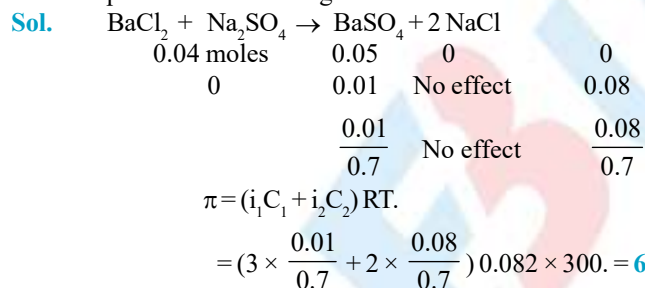 Sol. BaCl₂ + Na₂SO₄ → BaSO₄ + 2 NaCl
0.04 moles 0.05 0 0
0 0.01 No effect 0.08
0.01/0.7 No effect 0.08/0.7
π = (i₁C₁ + i₂C₂) RT.
= (3 × 0.01/0.7 + 2 × 0.08/0.7 ) 0.082 × 300. = 6